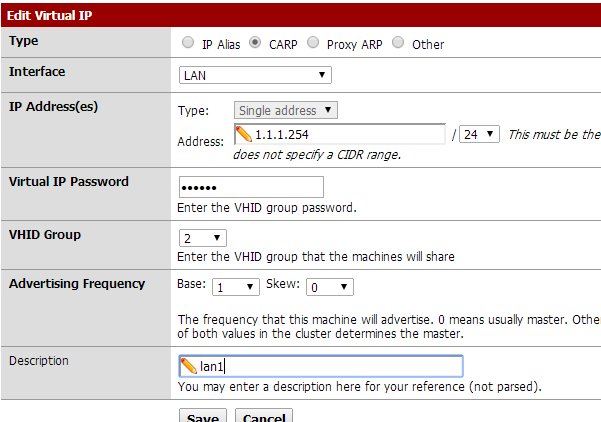 Edit Virtual IP
Type
IP Alias CARP Proxy ARP Other
Interface
LAN
IP Address(es)
Type: Single address
Address: 1.1.1.254 / 24 This must be the
does not specify a CIDR range.
Virtual IP Password
••••••
Enter the VHID group password.
VHID Group
2
Enter the VHID group that the machines will share
Advertising Frequency
Base: 1 Skew: 0
The frequency that this machine will advertise. 0 means usually master. Othe
of both values in the cluster determines the master.
Description
lan1
You may enter a description here for your reference (not parsed).
Save Cancel